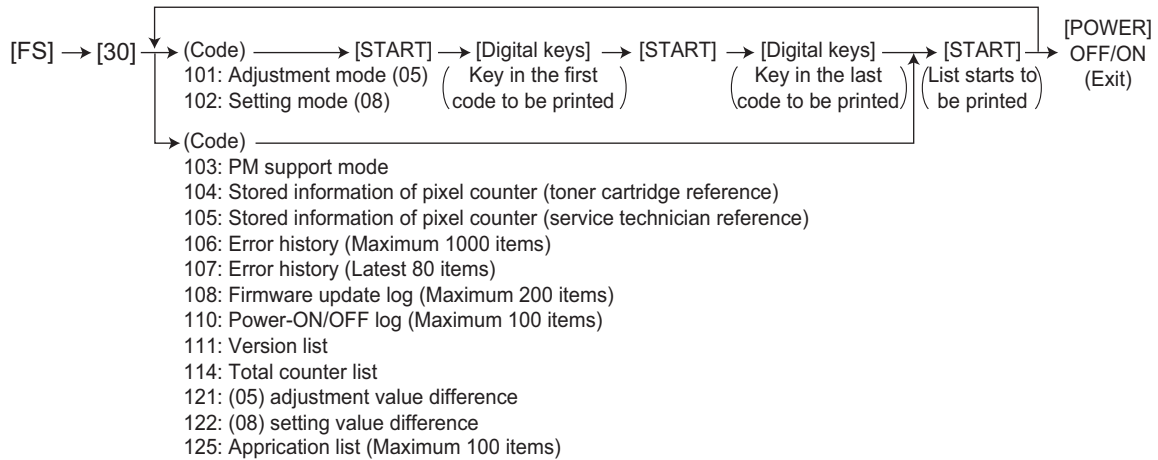 [FS] [30] (Code) [START] [Digital keys] [START] [Digital keys] [START] [POWER]
OFF/ON
(Exit)
101: Adjustment mode (05)
102: Setting mode (08)
(Key in the first
code to be printed)
(Key in the last
code to be printed)
(List starts to
be printed)
(Code)
103: PM support mode
104: Stored information of pixel counter (toner cartridge reference)
105: Stored information of pixel counter (service technician reference)
106: Error history (Maximum 1000 items)
107: Error history (Latest 80 items)
108: Firmware update log (Maximum 200 items)
110: Power-ON/OFF log (Maximum 100 items)
111: Version list
114: Total counter list
121: (05) adjustment value difference
122: (08) setting value difference
125: Apprication list (Maximum 100 items)